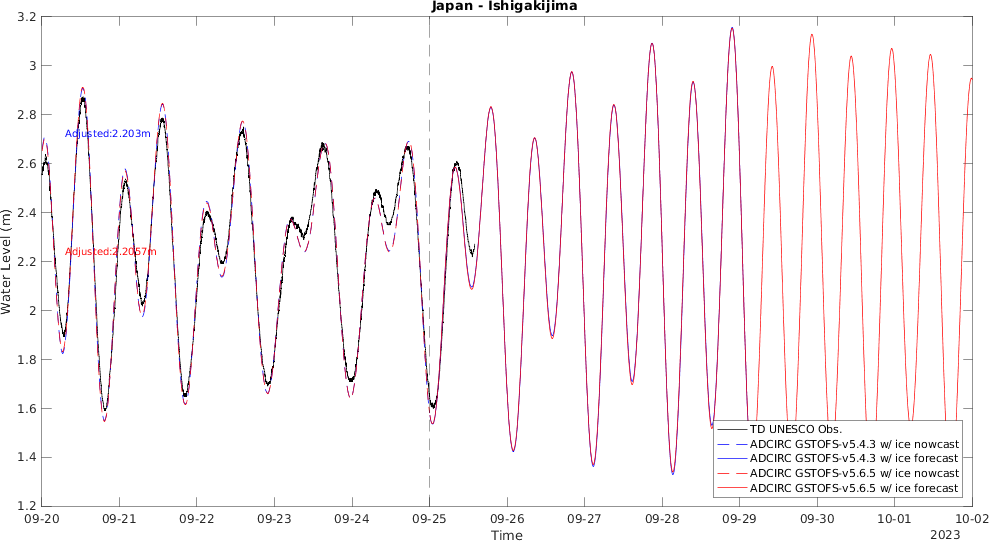 Japan - Ishigakijima
3.2
3
2.8
2.6
2.4
2.2
2
1.8
1.6
1.4
1.2
Water Level (m)
Adjusted:2.203m
Adjusted:2.2057m
TD UNESCO Obs.
ADCIRC GSTOFS-v5.4.3 w/ ice nowcast
ADCIRC GSTOFS-v5.4.3 w/ ice forecast
ADCIRC GSTOFS-v5.6.5 w/ ice nowcast
ADCIRC GSTOFS-v5.6.5 w/ ice forecast
09-20 09-21 09-22 09-23 09-24 09-25 09-26 09-27 09-28 09-29 09-30 10-01 10-02
Time
2023